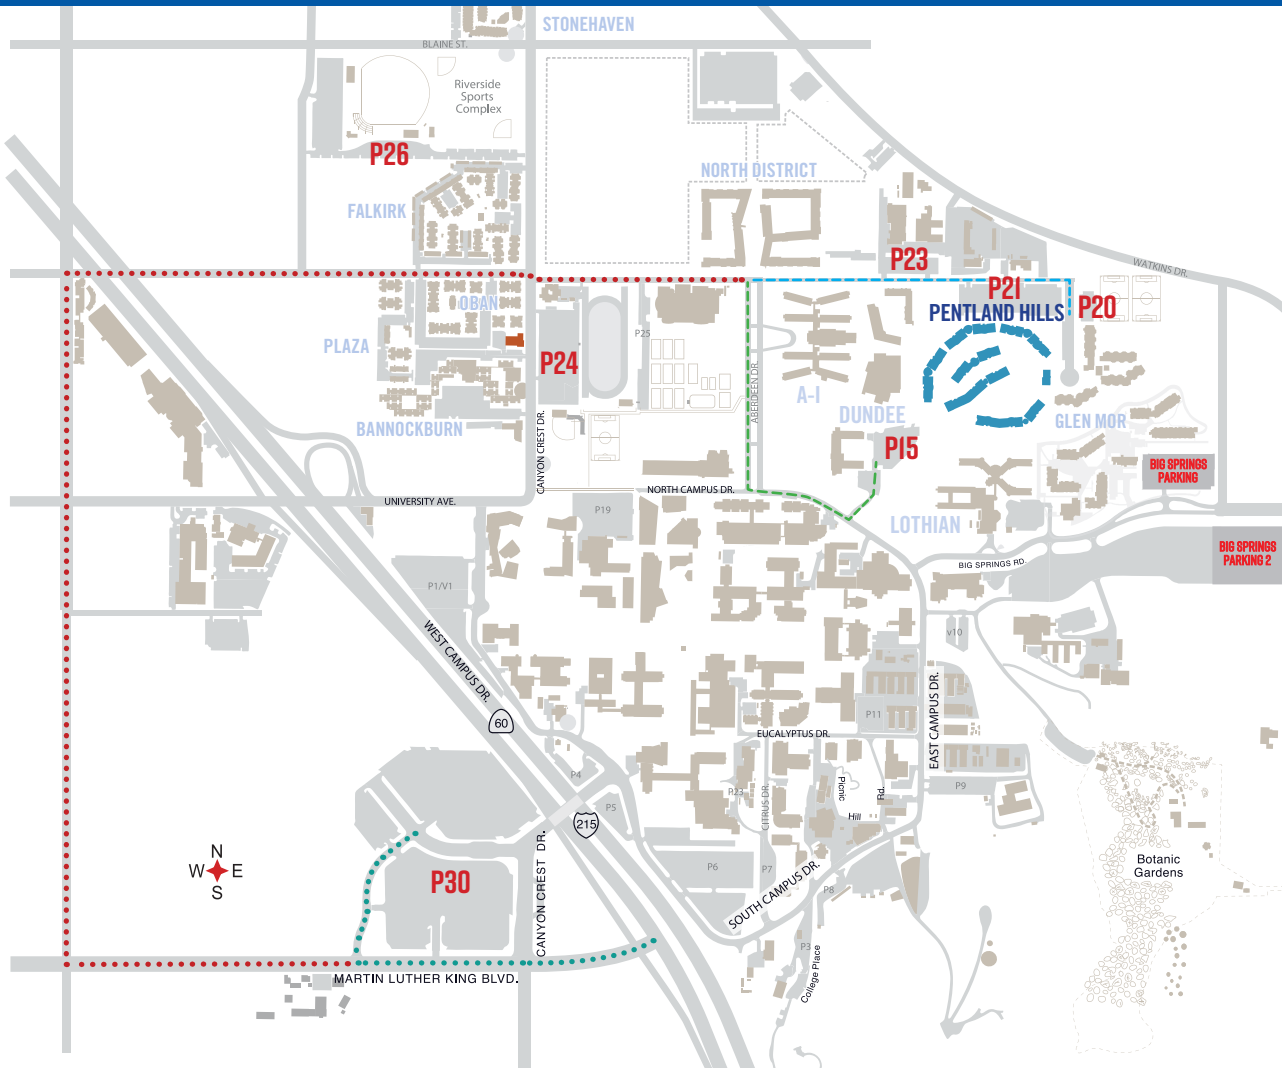 STONEHAVEN
BLAINE ST.
Riverside
Sports
Complex
P26
NORTH DISTRICT
FALKIRK
P23
WATKINS DR.
P21
OBAN
PENTLAND HILLS
P20
P25
PLAZA
P24
ABERDEEN DR.
A-I
DUNDEE
GLEN MOR
BANNOCKBURN
CANYON CREST DR.
P15
BIG SPRINGS
PARKING
NORTH CAMPUS DR.
UNIVERSITY AVE.
P19
LOTHIAN
BIG SPRINGS
PARKING 2
BIG SPRINGS RD.
P1/V1
WEST CAMPUS DR.
V10
EAST CAMPUS DR.
60
P11
EUCALYPTUS DR.
P4
Picnic
Hill
Rd.
P23
CITRUS DR.
P9
P5
215
CANYON CREST DR.
N
W E
S
P30
P6
P7
Botanic
Gardens
SOUTH CAMPUS DR.
P8
P3
College Place
MARTIN LUTHER KING BLVD.